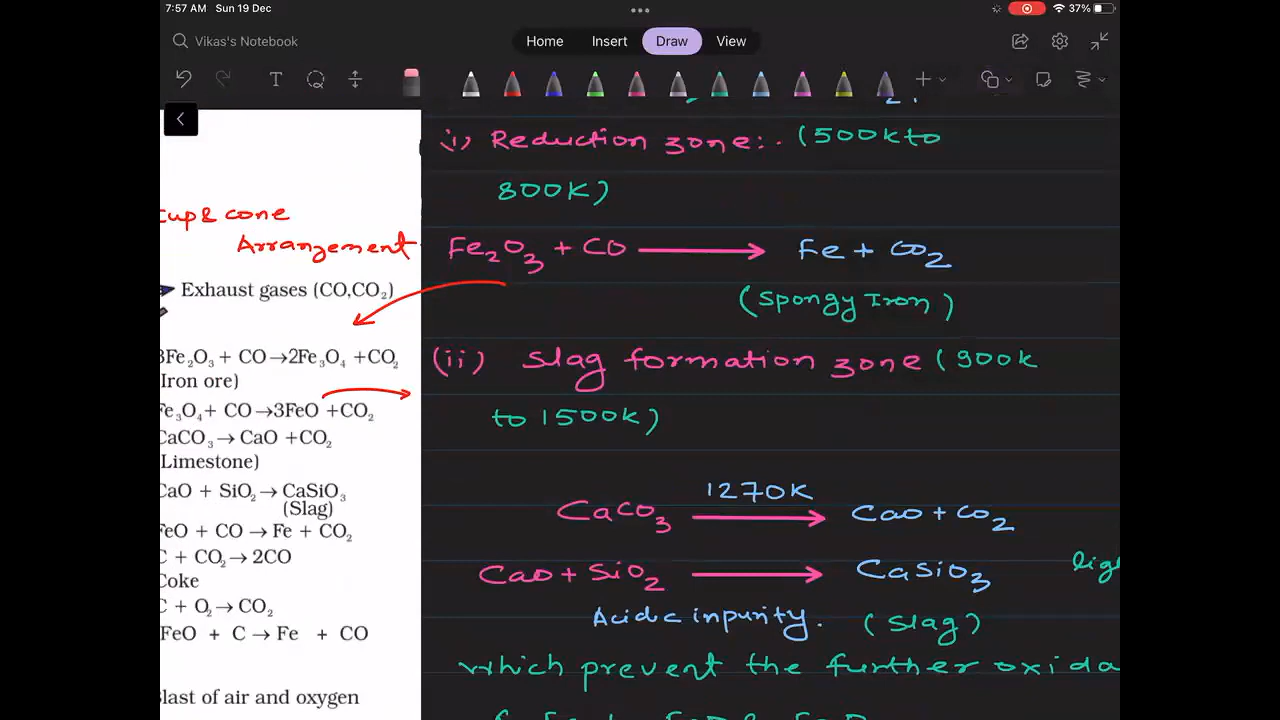 7:57 AM Sun 19 Dec
37%
Vikas's Notebook
Home Insert Draw View
i) Reduction zone:. (500k to
800K)
Cup & cone
Arrangement
Fe₂O₃ + CO ⟶ Fe + CO₂
(Spongy Iron)
Exhaust gases (CO,CO₂)
3Fe₂O₃ + CO →2Fe₃O₄ +CO₂
Iron ore)
Fe₃O₄+ CO→3FeO +CO₂
CaCO₃→ CaO +CO₂
Limestone)
CaO + SiO₂→ CaSiO₃
(Slag)
FeO + CO → Fe + CO₂
C + CO₂→ 2CO
Coke
C + O₂→ CO₂
FeO + C → Fe + CO
Blast of air and oxygen
(ii) Slag formation zone (900k
to 1500k)
1270K
CaCO₃ ⟶ CaO + CO₂
CaO + SiO₂ ⟶ CaSiO₃
Acidic inpurity. (Slag)
which prevent the further oxida